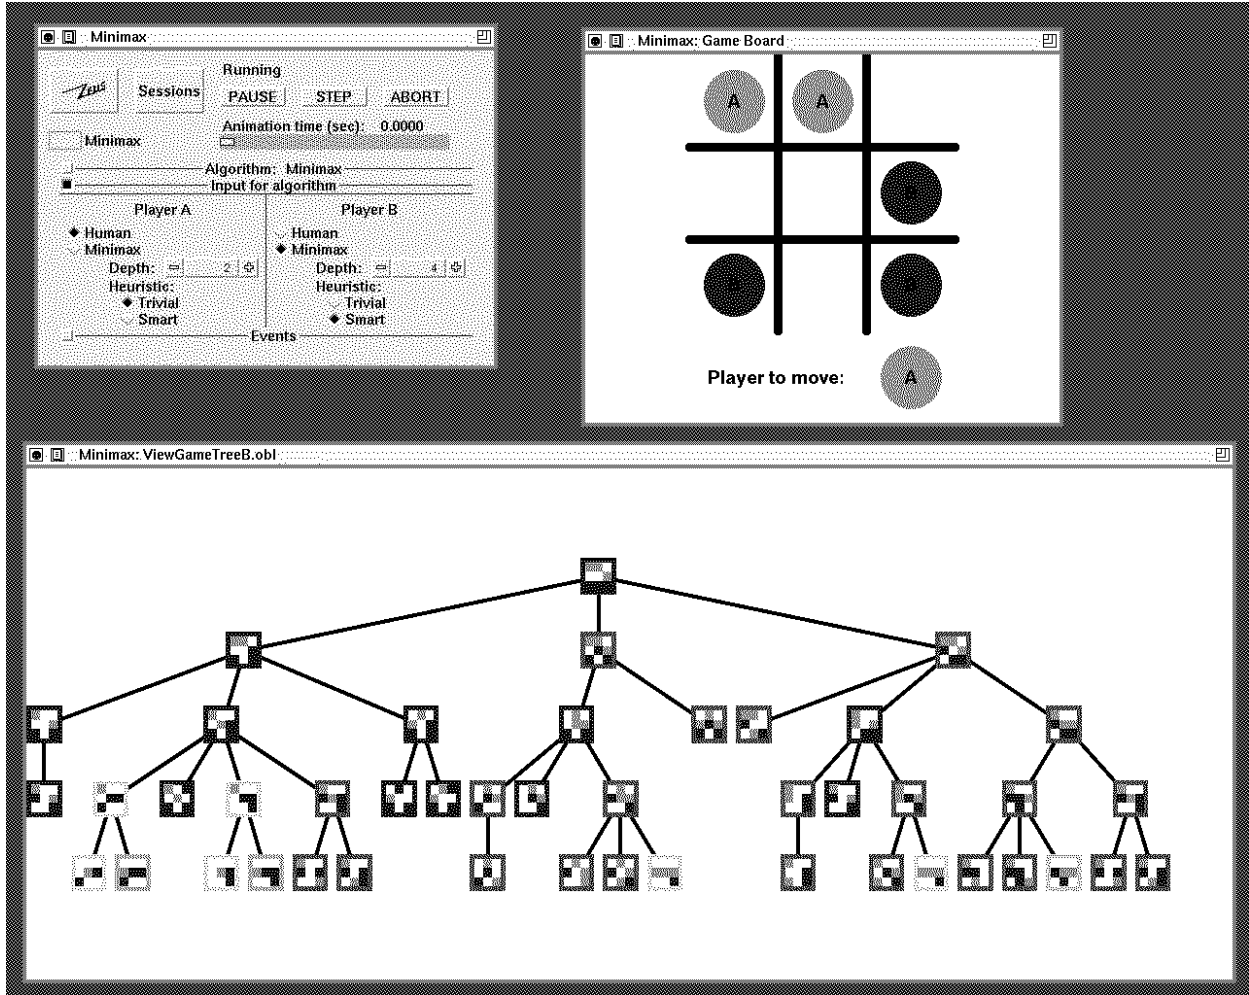 Minimax
Zeus
Sessions
Running
PAUSE STEP ABORT
Animation time (sec): 0.0000
Minimax
Algorithm: Minimax
Input for algorithm
Player A
Human
Minimax
Depth: 2
Heuristic:
Trivial
Smart
Player B
Human
Minimax
Depth: 4
Heuristic:
Trivial
Smart
Events
Minimax: Game Board
A A
B
B B
Player to move: A
Minimax: ViewGameTreeB.obl